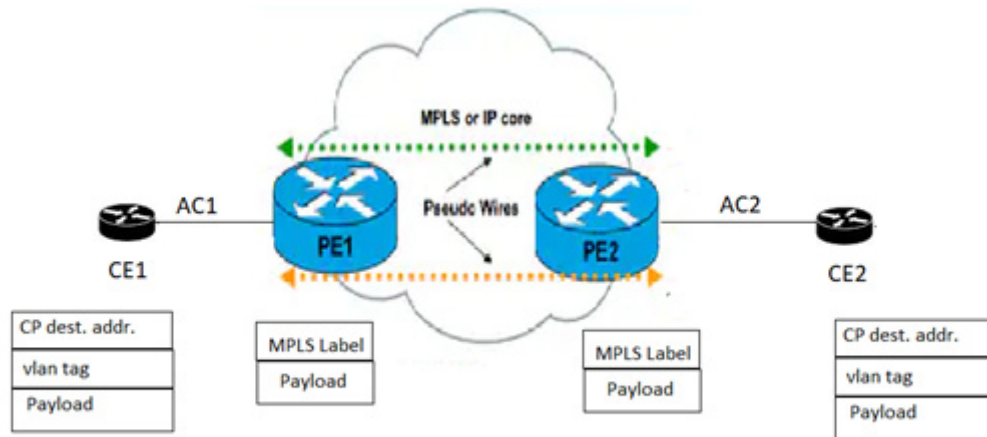 MPLS or IP core
AC1
AC2
Pseudo Wires
PE1
PE2
CE1
CE2
CP dest. addr.
vlan tag
Payload
MPLS Label
Payload
MPLS Label
Payload
CP dest. addr.
vlan tag
Payload